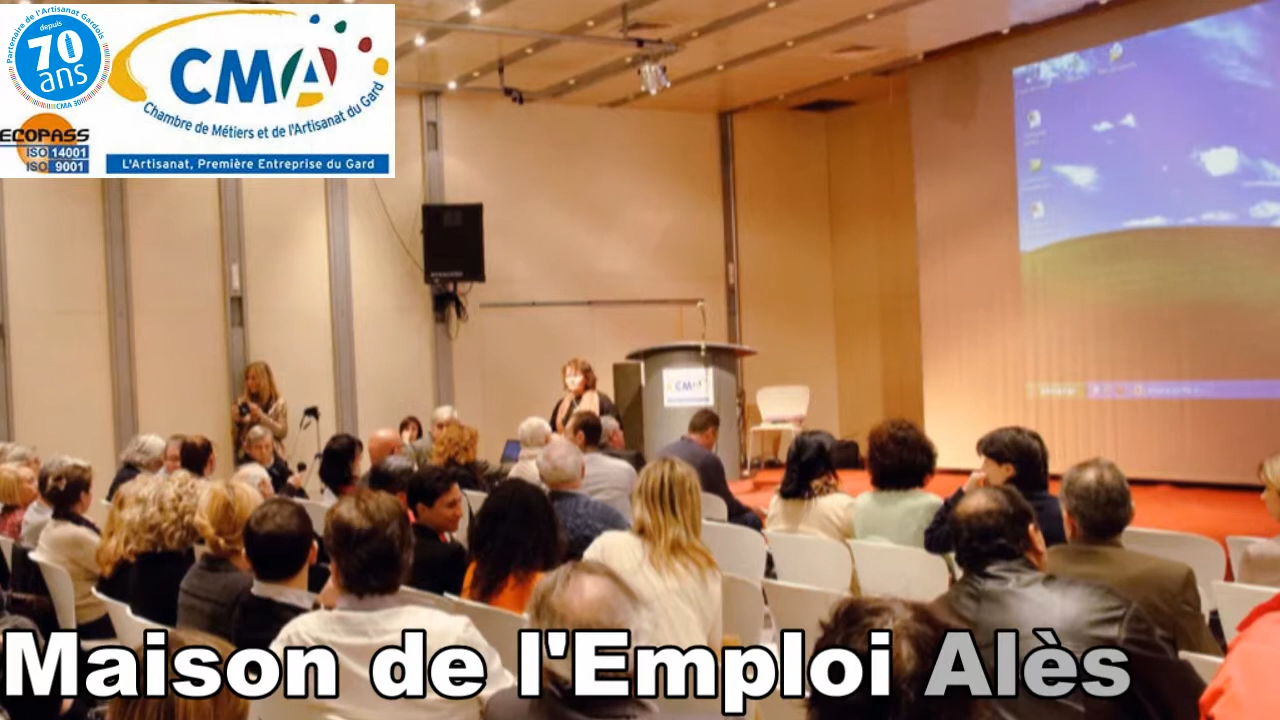 Partenaire de l'Artisanat Gardois
depuis
70
ans
CMA 30
ECOPASS
ISO 14001
ISO 9001
CMA
Chambre de Métiers et de l'Artisanat du Gard
L'Artisanat, Première Entreprise du Gard
CMA
Maison de l'Emploi Alès